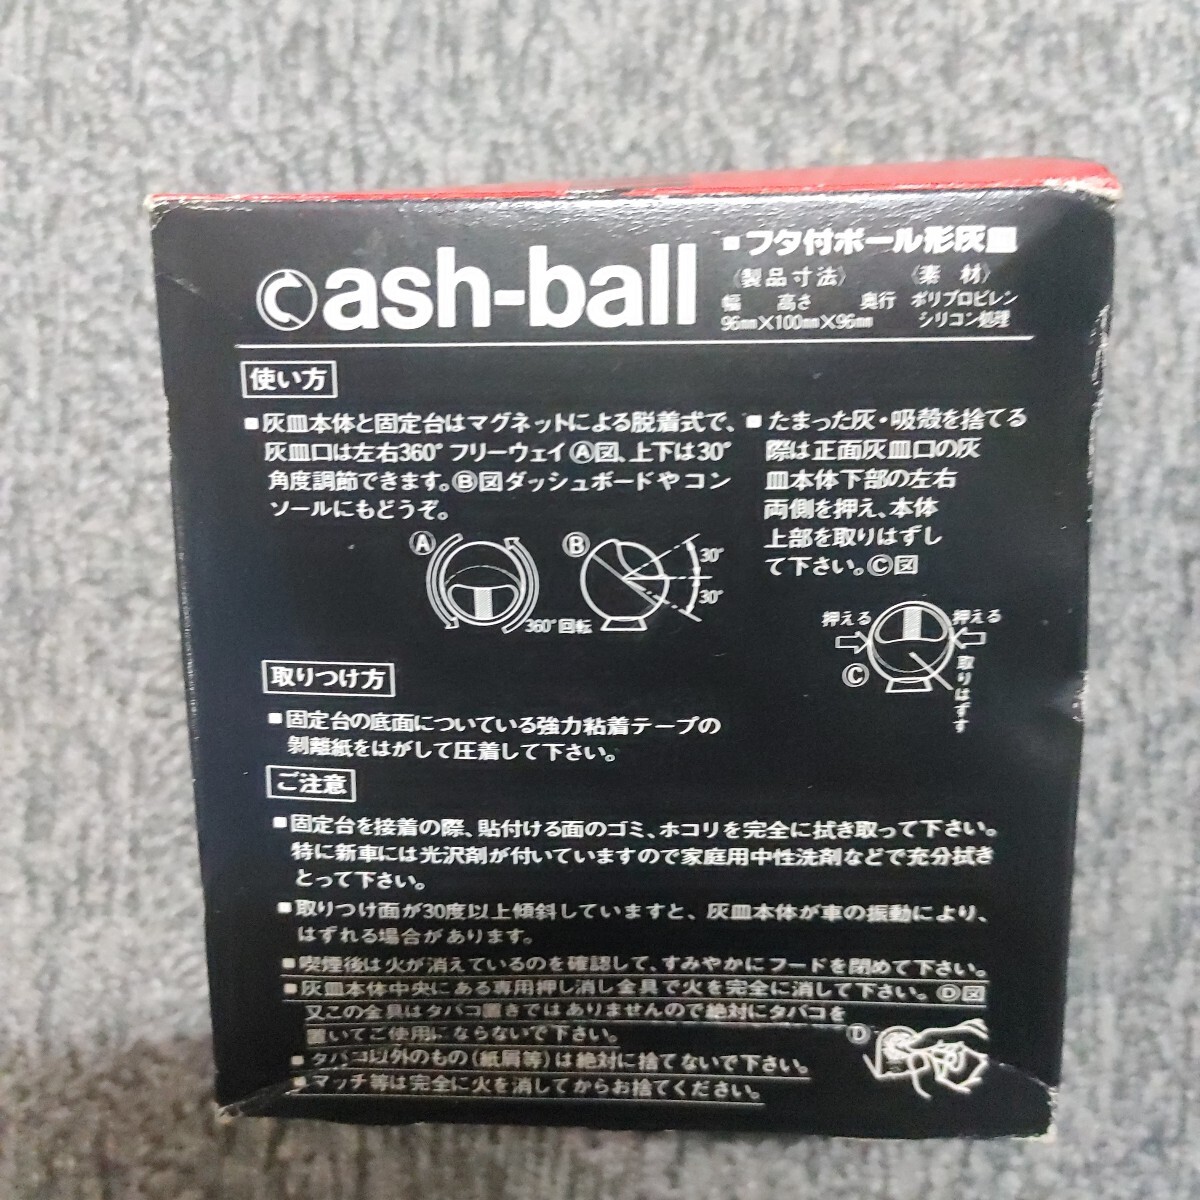 ash-ball
■フタ付ボール形灰皿
〈製品寸法〉
幅 高さ 奥行
96mm×100mm×96mm
〈素 材〉
ポリプロピレン
シリコン処理
使い方
■灰皿本体と固定台はマグネットによる脱着式で、
灰皿口は左右360°フリーウェイⒶ図、上下は30°
角度調節できます。Ⓑ図ダッシュボードやコン
ソールにもどうぞ。
Ⓐ
360°回転
Ⓑ
30°
30°
■たまった灰・吸殻を捨てる
際は正面灰皿口の灰
皿本体下部の左右
両側を押え、本体
上部を取りはずし
て下さい。Ⓒ図
押える
押える
Ⓒ
取りはずす
取りつけ方
■固定台の底面についている強力粘着テープの
剝離紙をはがして圧着して下さい。
ご注意
■固定台を接着の際、貼付ける面のゴミ、ホコリを完全に拭き取って下さい。
特に新車には光沢剤が付いていますので家庭用中性洗剤などで充分拭き
とって下さい。
■取りつけ面が30度以上傾斜していますと、灰皿本体が車の振動により、
はずれる場合があります。
■喫煙後は火が消えているのを確認して、すみやかにフードを閉めて下さい。
■灰皿本体中央にある専用押し消し金具で火を完全に消して下さい。Ⓓ図
又この金具はタバコ置きではありませんので絶対にタバコを
置いてご使用にならないで下さい。
Ⓓ
■タバコ以外のもの(紙屑等)は絶対に捨てないで下さい。
■マッチ等は完全に火を消してからお捨てください。